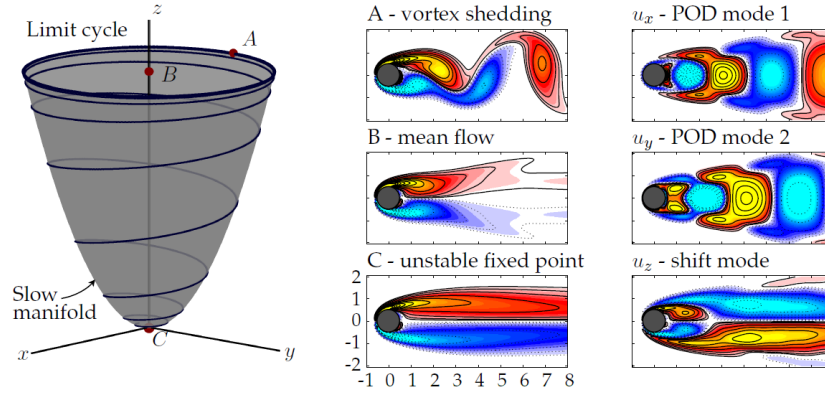 z
Limit cycle
A
B
Slow
manifold
C
x
y
A - vortex shedding
B - mean flow
C - unstable fixed point
2
1
0
-1
-2
-1 0 1 2 3 4 5 6 7 8
u_x - POD mode 1
u_y - POD mode 2
u_z - shift mode